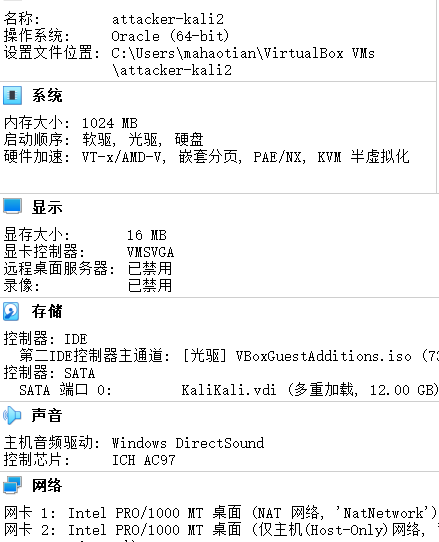 名称: attacker-kali2
操作系统: Oracle (64-bit)
设置文件位置: C:\Users\mahaotian\VirtualBox VMs
\attacker-kali2
系统
内存大小: 1024 MB
启动顺序: 软驱, 光驱, 硬盘
硬件加速: VT-x/AMD-V, 嵌套分页, PAE/NX, KVM 半虚拟化
显示
显存大小: 16 MB
显卡控制器: VMSVGA
远程桌面服务器: 已禁用
录像: 已禁用
存储
控制器: IDE
第二IDE控制器主通道: [光驱] VBoxGuestAdditions.iso (73
控制器: SATA
SATA 端口 0: KaliKali.vdi (多重加载, 12.00 GB)
声音
主机音频驱动: Windows DirectSound
控制芯片: ICH AC97
网络
网卡 1: Intel PRO/1000 MT 桌面 (NAT 网络, 'NatNetwork')
网卡 2: Intel PRO/1000 MT 桌面 (仅主机(Host-Only)网络,